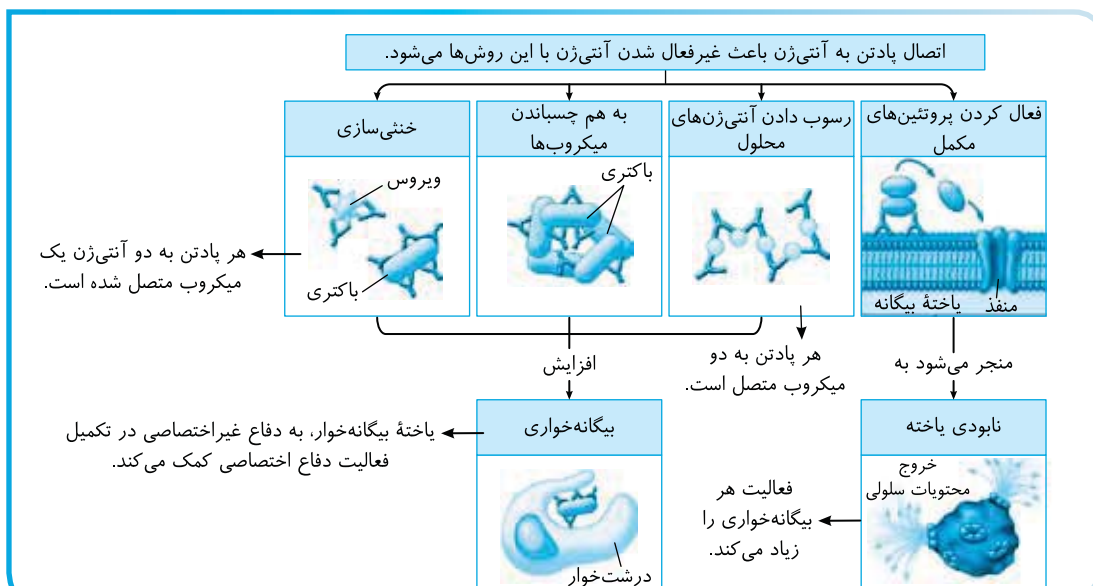 اتصال پادتن به آنتی‌ژن باعث غیرفعال شدن آنتی‌ژن با این روش‌ها می‌شود.
فعال کردن پروتئین‌های
مکمل
منفذ
یاختهٔ بیگانه
رسوب دادن آنتی‌ژن‌های
محلول
به هم چسباندن
میکروب‌ها
باکتری
خنثی‌سازی
ویروس
باکتری
هر پادتن به دو آنتی‌ژن یک
میکروب متصل شده است.
هر پادتن به دو
میکروب متصل است.
منجر می‌شود به
افزایش
نابودی یاخته
خروج
محتویات سلولی
فعالیت هر
بیگانه‌خواری را
زیاد می‌کند.
بیگانه‌خواری
درشت‌خوار
یاختهٔ بیگانه‌خوار، به دفاع غیراختصاصی در تکمیل
فعالیت دفاع اختصاصی کمک می‌کند.